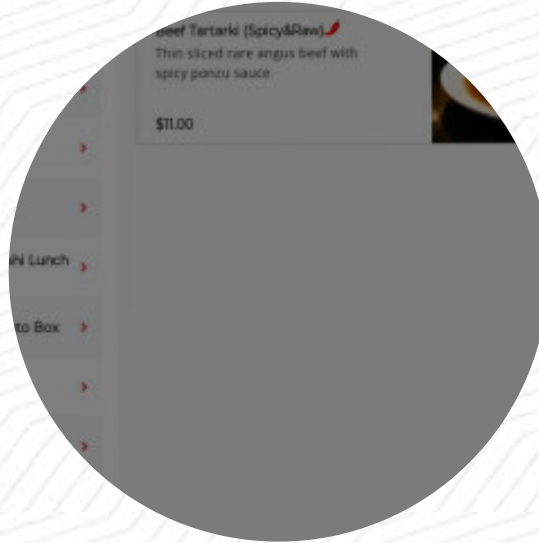 Beef Tartarki (Spicy&Raw)
Thin sliced rare angus beef with
spicy ponzu sauce
$11.00
hi Lunch
to Box